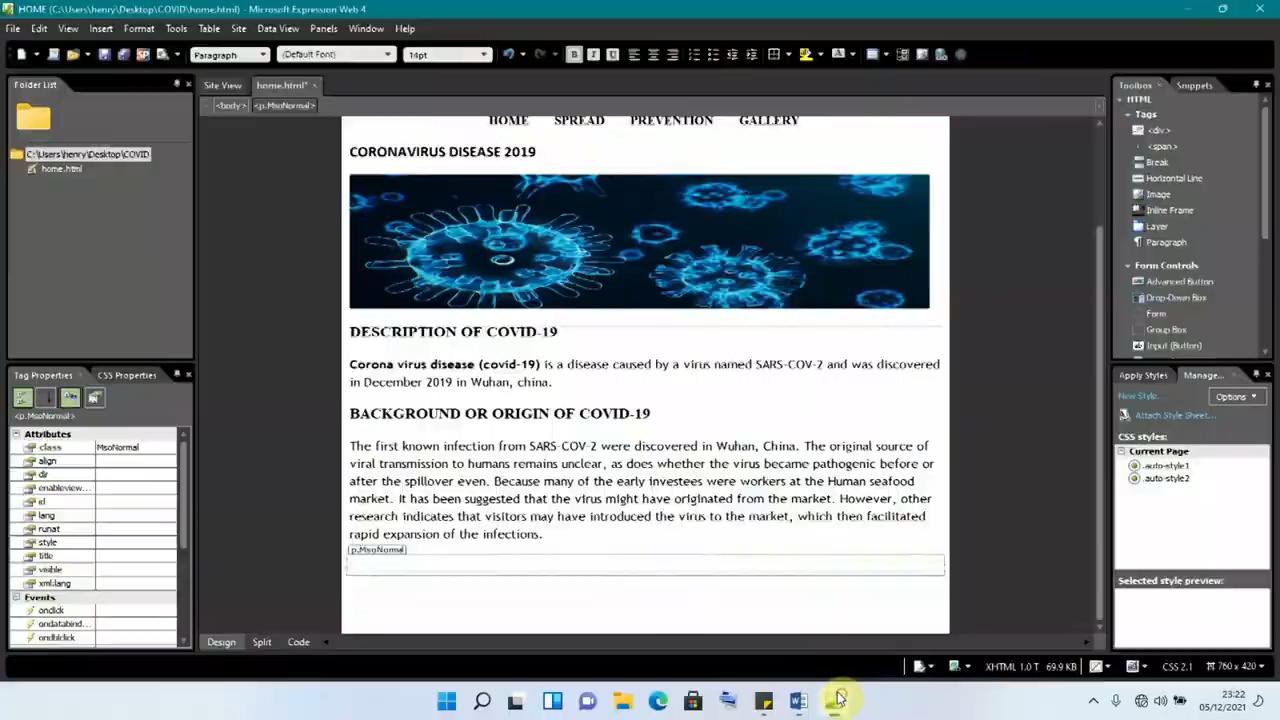 HOME (C:\Users\henry\Desktop\COVID\home.html) - Microsoft Expression Web 4
File Edit View Insert Format Tools Table Site Data View Panels Window Help
Paragraph (Default Font) 14pt B I U
Folder List
Site View home.html*
Toolbox Snippets
<body> <p.MsoNormal>
HTML
Tags
<div>
<span>
Break
Horizontal Line
Image
Inline Frame
Layer
Paragraph
Form Controls
Advanced Button
Drop-Down Box
Form
Group Box
Input (Button)
C:\Users\henry\Desktop\COVID
home.html
HOME SPREAD PREVENTION GALLERY
CORONAVIRUS DISEASE 2019
DESCRIPTION OF COVID-19
Corona virus disease (covid-19) is a disease caused by a virus named SARS-COV-2 and was discovered
in December 2019 in Wuhan, china.
BACKGROUND OR ORIGIN OF COVID-19
The first known infection from SARS-COV-2 were discovered in Wuhan, China. The original source of
viral transmission to humans remains unclear, as does whether the virus became pathogenic before or
after the spillover even. Because many of the early investees were workers at the Human seafood
market. It has been suggested that the virus might have originated from the market. However, other
research indicates that visitors may have introduced the virus to the market, which then facilitated
rapid expansion of the infections.
p.MsoNormal
Tag Properties CSS Properties
<p.MsoNormal>
Attributes
class MsoNormal
align
dir
enableview...
id
lang
runat
style
title
visible
xml:lang
Events
onclick
ondatabind...
ondblclick
Apply Styles Manage...
New Style... Options
Attach Style Sheet...
CSS styles:
Current Page
.auto-style1
.auto-style2
Selected style preview:
Design Split Code
XHTML 1.0 T 69.9 KB CSS 2.1 760 x 420
23:22
05/12/2021